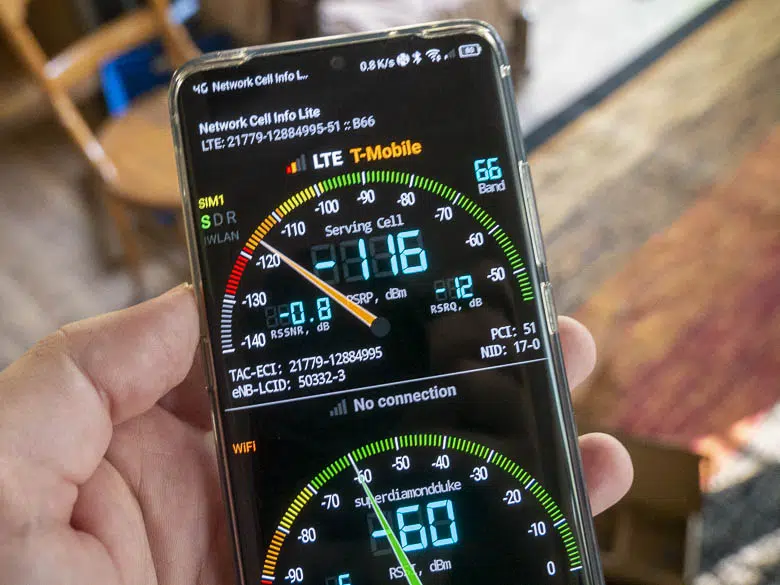 4G Network Cell Info L...
0.8 K/s
80
Network Cell Info Lite
LTE: 21779-12884995-51 :: B66
LTE T-Mobile
66
Band
SIM1
S D R
IWLAN
-140
-130
-120
-110
-100
-90
-80
-70
-60
-50
Serving Cell
-116
RSRP, dBm
-0.8
RSSNR, dB
-12
RSRQ, dB
PCI: 51
NID: 17-0
TAC-ECI: 21779-12884995
eNB-LCID: 50332-3
No connection
WiFi
-90
-80
-70
-60
-50
-40
-30
-20
-10
0
superdiamondduke
-60
dBm